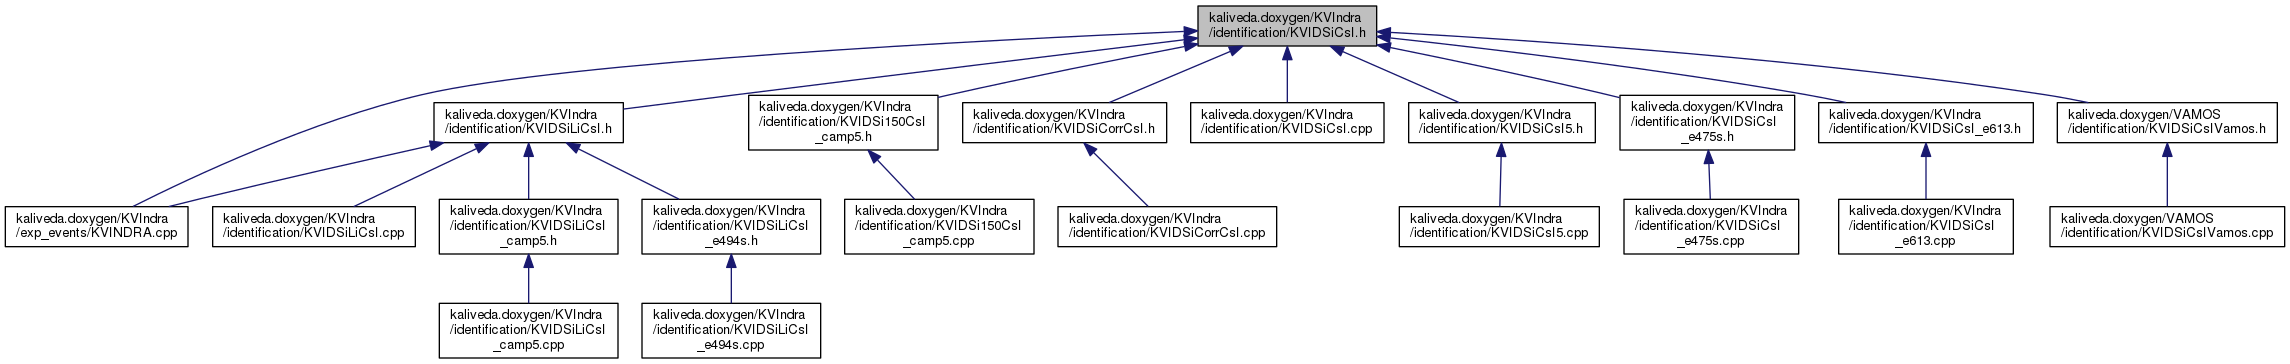 kaliveda.doxygen/KVIndra
/identification/KVIDSiCsI.h
kaliveda.doxygen/KVIndra
/identification/KVIDSiLiCsI.h
kaliveda.doxygen/KVIndra
/identification/KVIDSi150CsI
_camp5.h
kaliveda.doxygen/KVIndra
/identification/KVIDSiCorrCsI.h
kaliveda.doxygen/KVIndra
/identification/KVIDSiCsI.cpp
kaliveda.doxygen/KVIndra
/identification/KVIDSiCsI5.h
kaliveda.doxygen/KVIndra
/identification/KVIDSiCsI
_e475s.h
kaliveda.doxygen/KVIndra
/identification/KVIDSiCsI_e613.h
kaliveda.doxygen/VAMOS
/identification/KVIDSiCsIVamos.h
kaliveda.doxygen/KVIndra
/exp_events/KVINDRA.cpp
kaliveda.doxygen/KVIndra
/identification/KVIDSiLiCsI.cpp
kaliveda.doxygen/KVIndra
/identification/KVIDSiLiCsI
_camp5.h
kaliveda.doxygen/KVIndra
/identification/KVIDSiLiCsI
_e494s.h
kaliveda.doxygen/KVIndra
/identification/KVIDSi150CsI
_camp5.cpp
kaliveda.doxygen/KVIndra
/identification/KVIDSiCorrCsI.cpp
kaliveda.doxygen/KVIndra
/identification/KVIDSiCsI5.cpp
kaliveda.doxygen/KVIndra
/identification/KVIDSiCsI
_e475s.cpp
kaliveda.doxygen/KVIndra
/identification/KVIDSiCsI
_e613.cpp
kaliveda.doxygen/VAMOS
/identification/KVIDSiCsIVamos.cpp
kaliveda.doxygen/KVIndra
/identification/KVIDSiLiCsI
_camp5.cpp
kaliveda.doxygen/KVIndra
/identification/KVIDSiLiCsI
_e494s.cpp